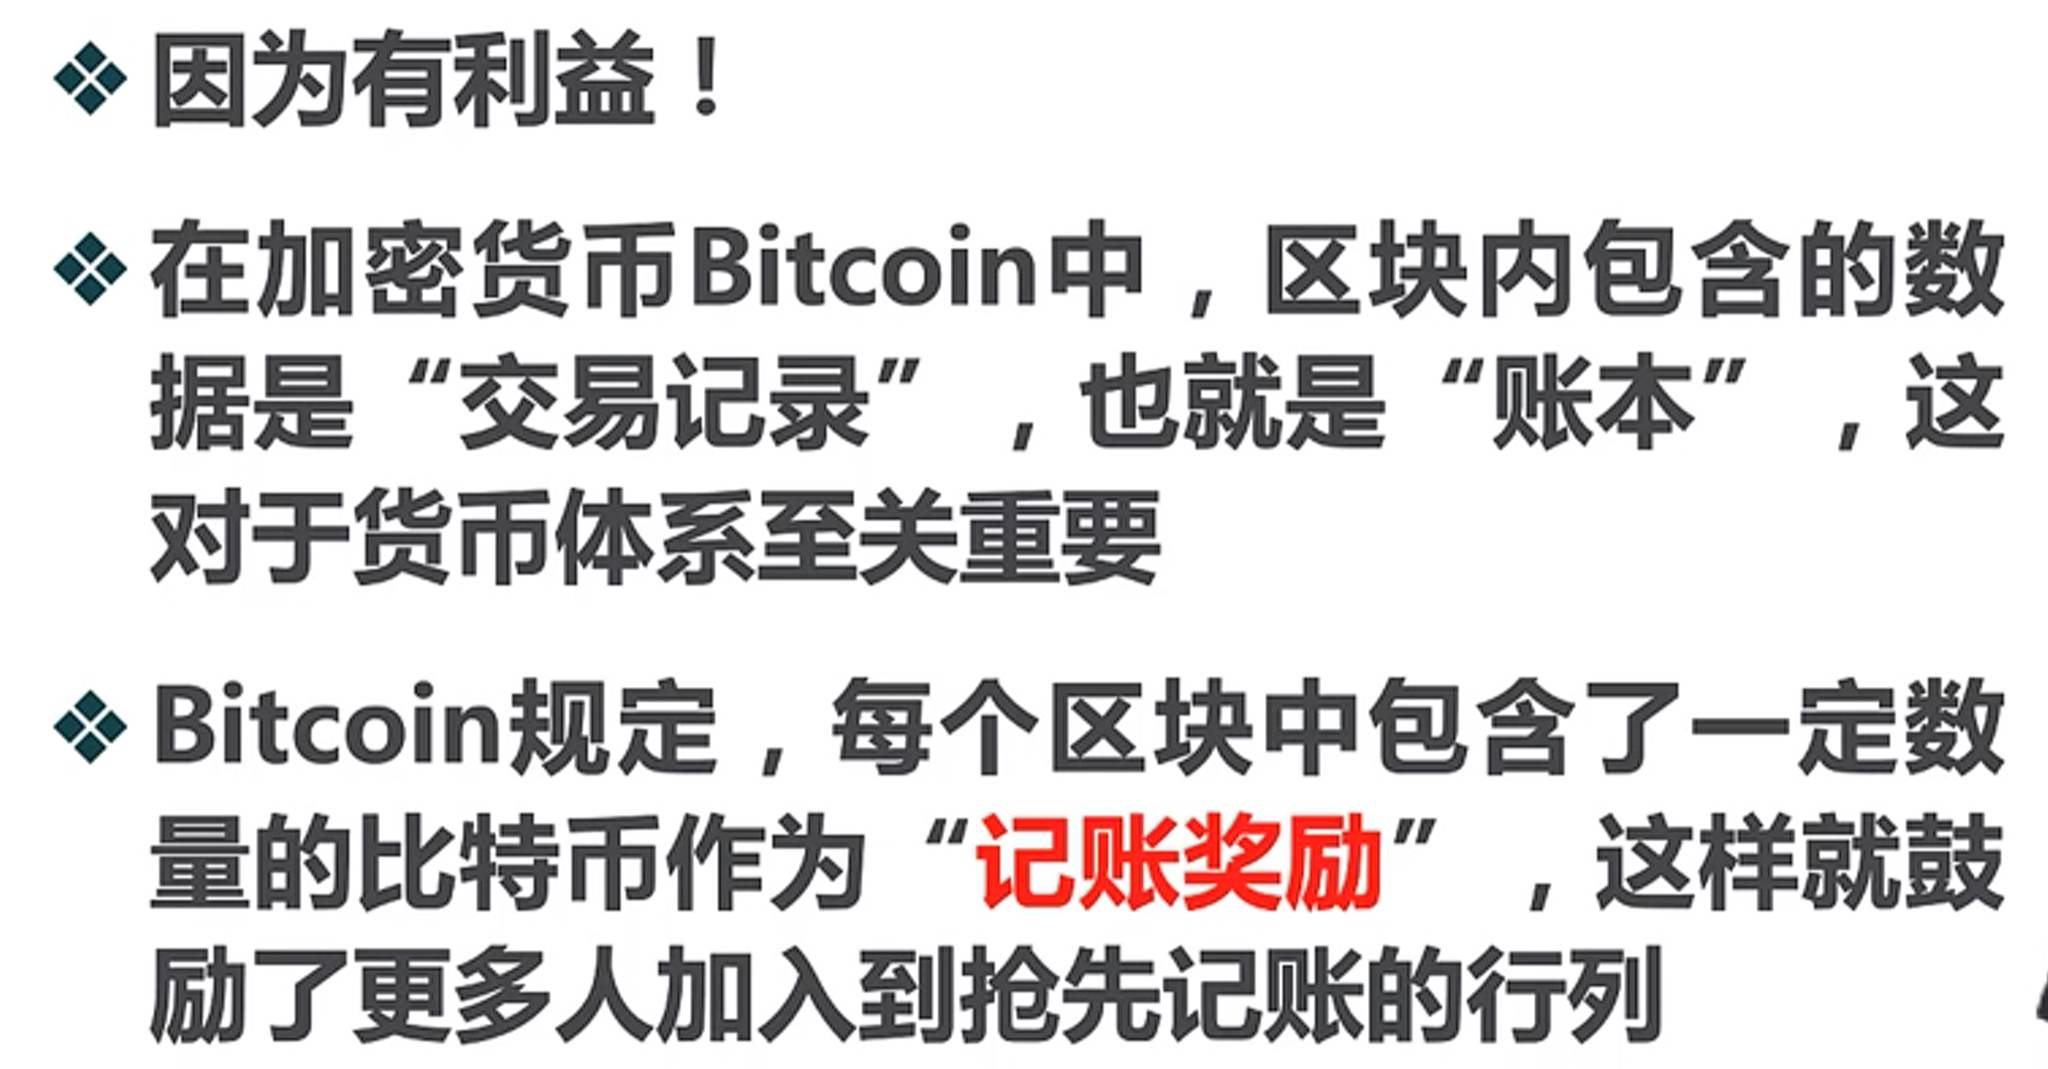 因为有利益！
在加密货币Bitcoin中，区块内包含的数
据是“交易记录”，也就是“账本”，这
对于货币体系至关重要
Bitcoin规定，每个区块中包含了一定数
量的比特币作为“记账奖励”，这样就鼓
励了更多人加入到抢先记账的行列